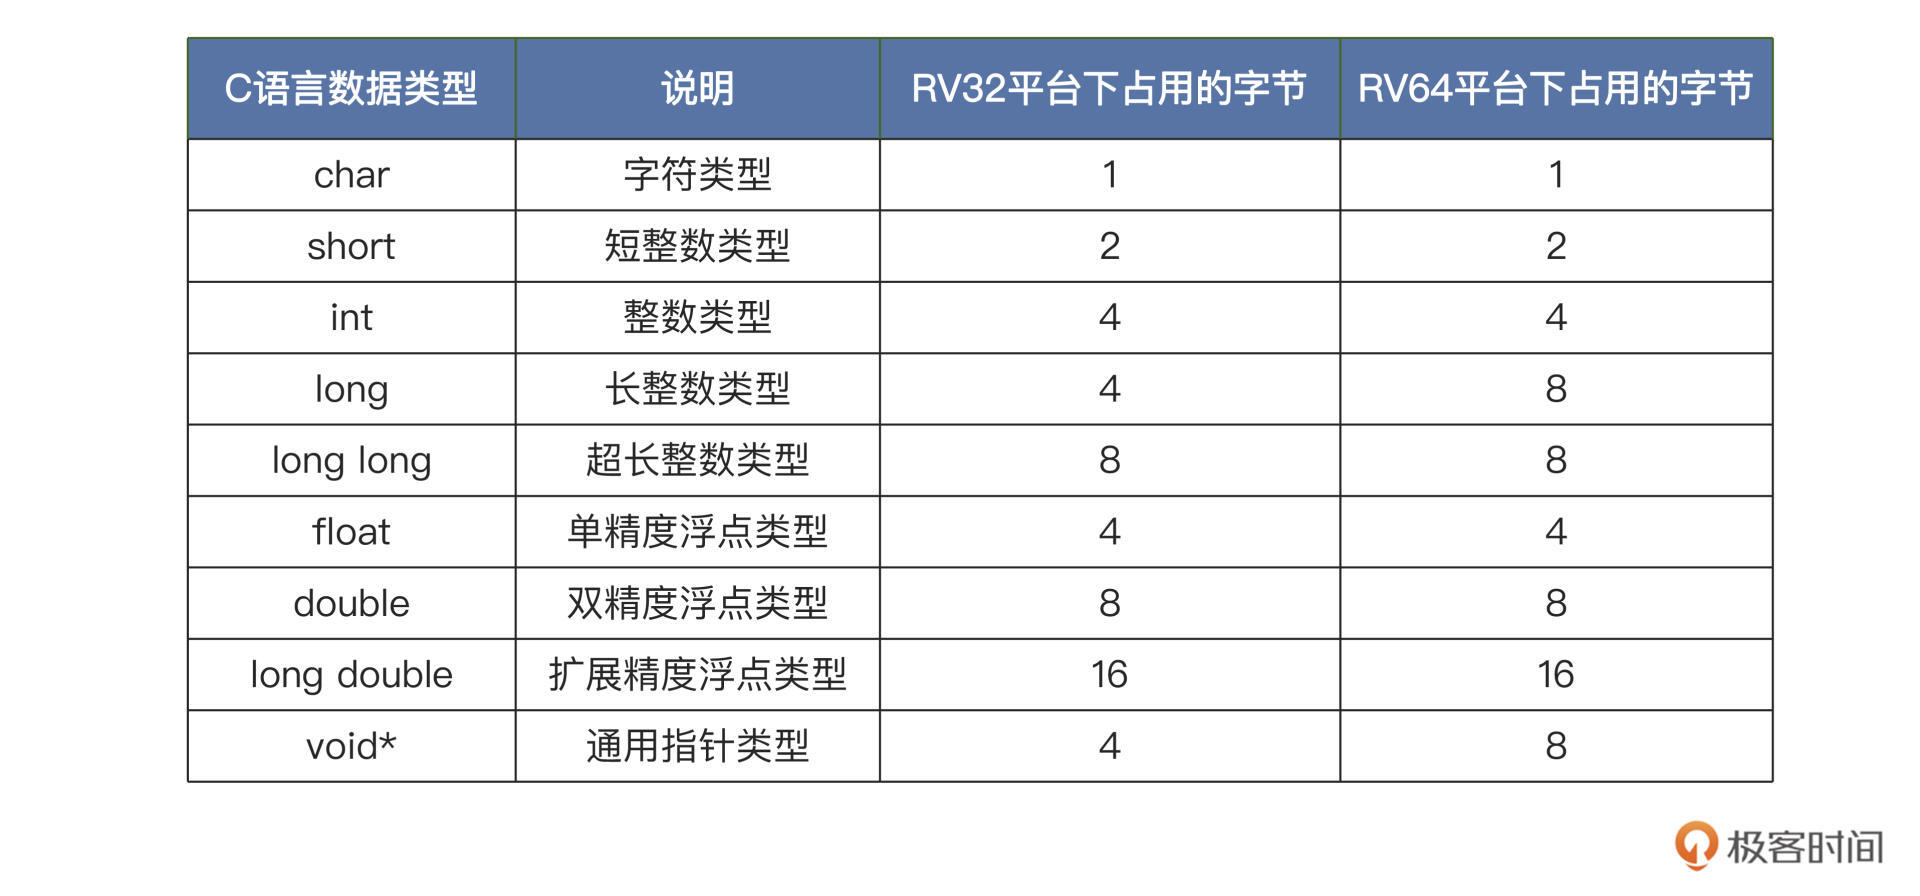 C语言数据类型 说明 RV32平台下占用的字节 RV64平台下占用的字节
char 字符类型 1 1
short 短整数类型 2 2
int 整数类型 4 4
long 长整数类型 4 8
long long 超长整数类型 8 8
float 单精度浮点类型 4 4
double 双精度浮点类型 8 8
long double 扩展精度浮点类型 16 16
void* 通用指针类型 4 8
极客时间